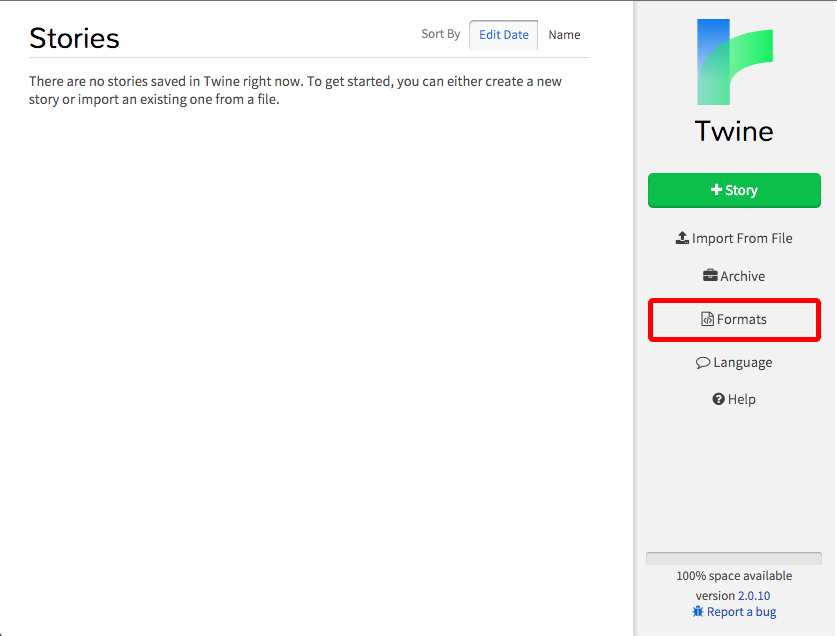 Stories
Sort By Edit Date Name
There are no stories saved in Twine right now. To get started, you can either create a new
story or import an existing one from a file.
Twine
Story
Import From File
Archive
Formats
Language
Help
100% space available
version 2.0.10
Report a bug